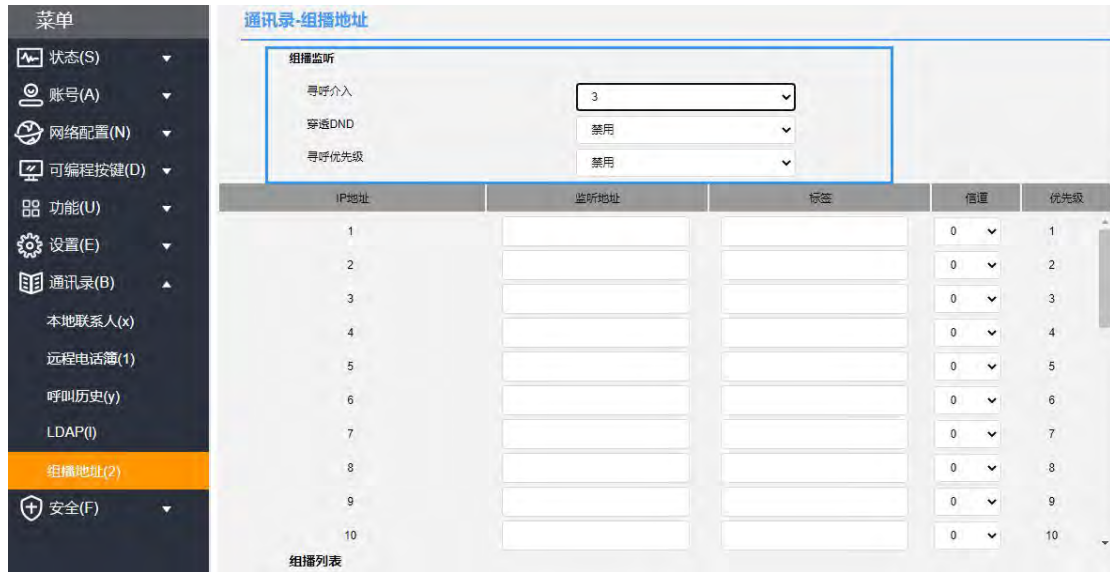 菜单
状态(S)
账号(A)
网络配置(N)
可编程按键(D)
功能(U)
设置(E)
通讯录(B)
本地联系人(x)
远程电话簿(1)
呼叫历史(y)
LDAP(l)
组播地址(2)
安全(F)
通讯录-组播地址
组播监听
寻呼介入 3
穿透DND 禁用
寻呼优先级 禁用
IP地址 监听地址 标签 信道 优先级
1 0 1
2 0 2
3 0 3
4 0 4
5 0 5
6 0 6
7 0 7
8 0 8
9 0 9
10 0 10
组播列表